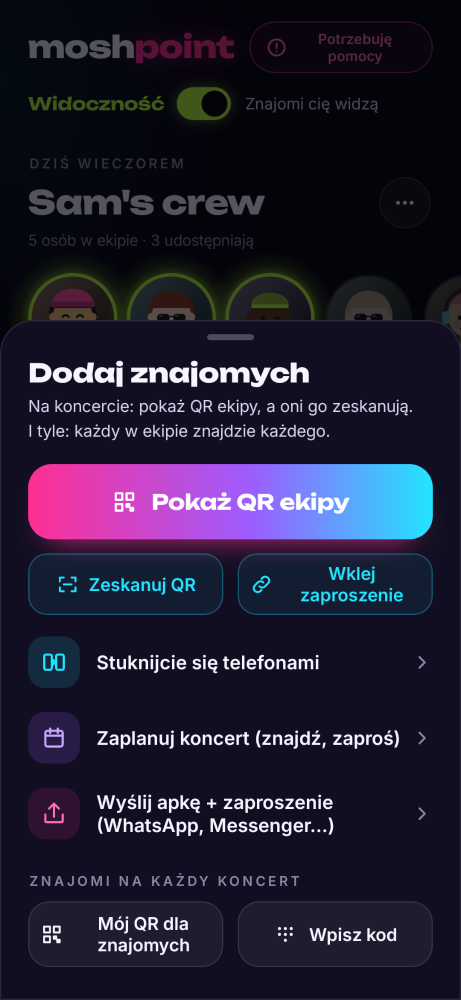 moshpoint
Potrzebuję
pomocy
Widoczność
Znajomi cię widzą
DZIŚ WIECZOREM
Sam's crew
5 osób w ekipie · 3 udostępniają
Dodaj znajomych
Na koncercie: pokaż QR ekipy, a oni go zeskanują.
I tyle: każdy w ekipie znajdzie każdego.
Pokaż QR ekipy
Zeskanuj QR
Wklej
zaproszenie
Stuknijcie się telefonami
Zaplanuj koncert (znajdź, zaproś)
Wyślij apkę + zaproszenie
(WhatsApp, Messenger…)
ZNAJOMI NA KAŻDY KONCERT
Mój QR dla
znajomych
Wpisz kod